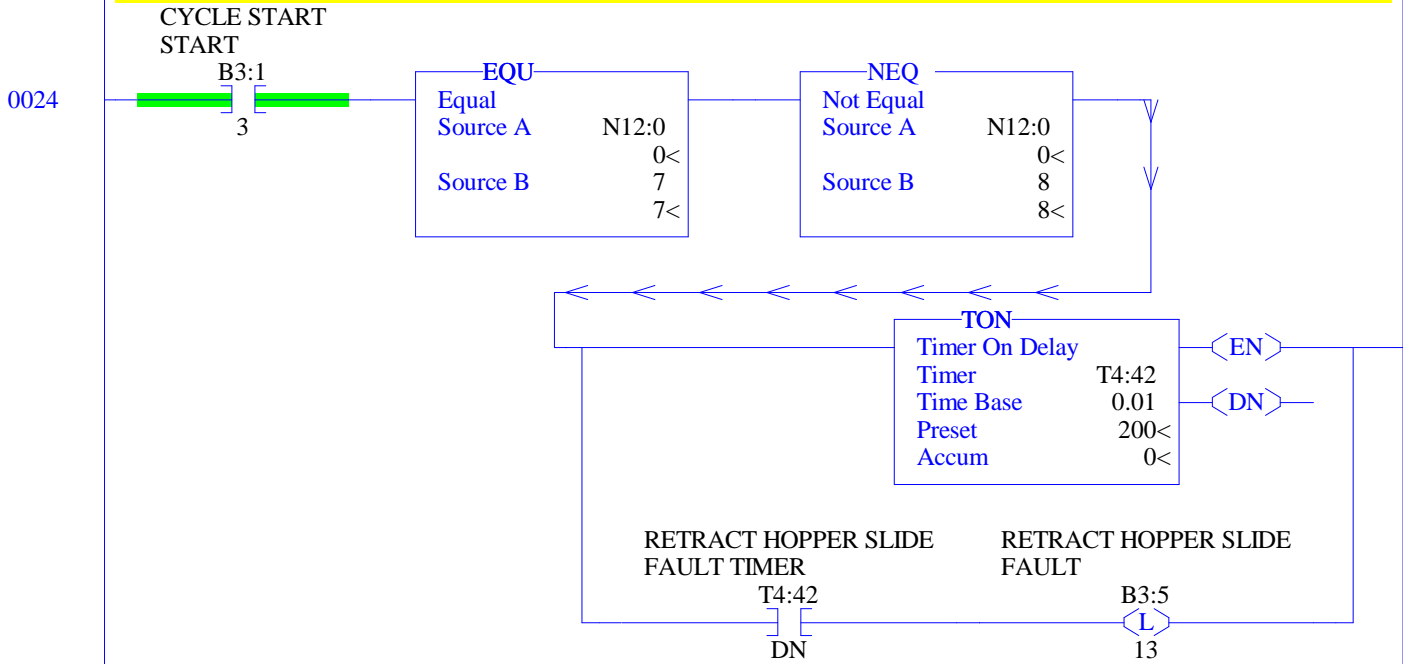 CYCLE START
START
B3:1
3
0024
EQU
Equal
Source A N12:0
0<
Source B 7
7<
NEQ
Not Equal
Source A N12:0
0<
Source B 8
8<
TON
Timer On Delay
Timer T4:42
Time Base 0.01
Preset 200<
Accum 0<
EN
DN
RETRACT HOPPER SLIDE
FAULT TIMER
T4:42
DN
RETRACT HOPPER SLIDE
FAULT
B3:5
L
13